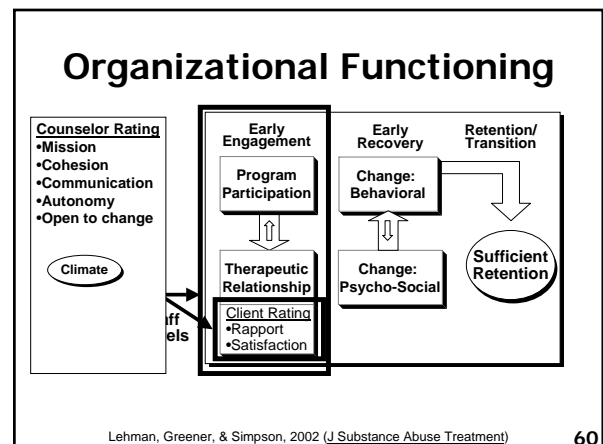 Organizational Functioning
Counselor Rating
•Mission
•Cohesion
•Communication
•Autonomy
•Open to change
Climate
Early
Engagement
Program
Participation
Therapeutic
Relationship
Client Rating
•Rapport
•Satisfaction
Early
Recovery
Change:
Behavioral
Change:
Psycho-Social
Retention/
Transition
Sufficient
Retention
Lehman, Greener, & Simpson, 2002 (J Substance Abuse Treatment)
60